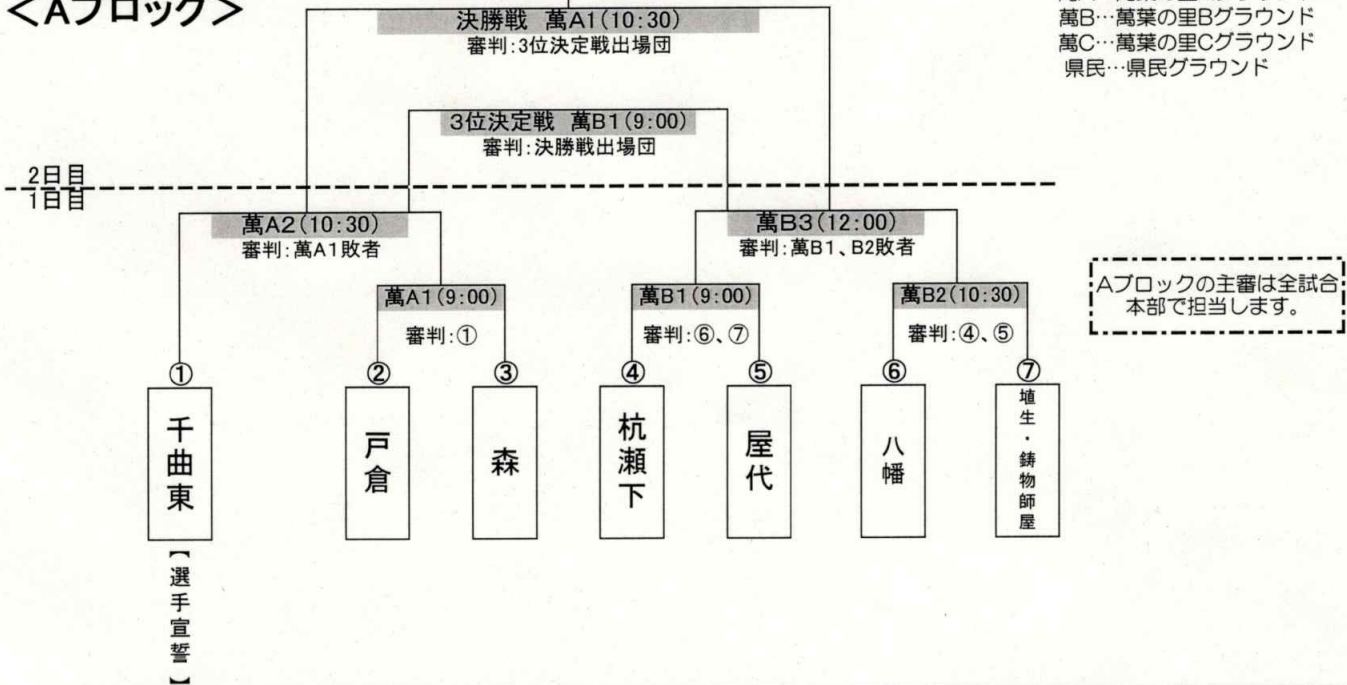 <Aブロック>
決勝戦 萬A1(10:30)
審判:3位決定戦出場団
萬B…萬葉の里Bグラウンド
萬C…萬葉の里Cグラウンド
県民…県民グラウンド
3位決定戦 萬B1(9:00)
審判:決勝戦出場団
2日目
1日目
萬A2(10:30)
審判:萬A1敗者
萬B3(12:00)
審判:萬B1、B2敗者
萬A1(9:00)
審判:①
萬B1(9:00)
審判:⑥、⑦
萬B2(10:30)
審判:④、⑤
Aブロックの主審は全試合
本部で担当します。
①
②
③
④
⑤
⑥
⑦
千曲東
戸倉
森
杭瀬下
屋代
八幡
埴生・鋳物師屋
【選手宣誓】